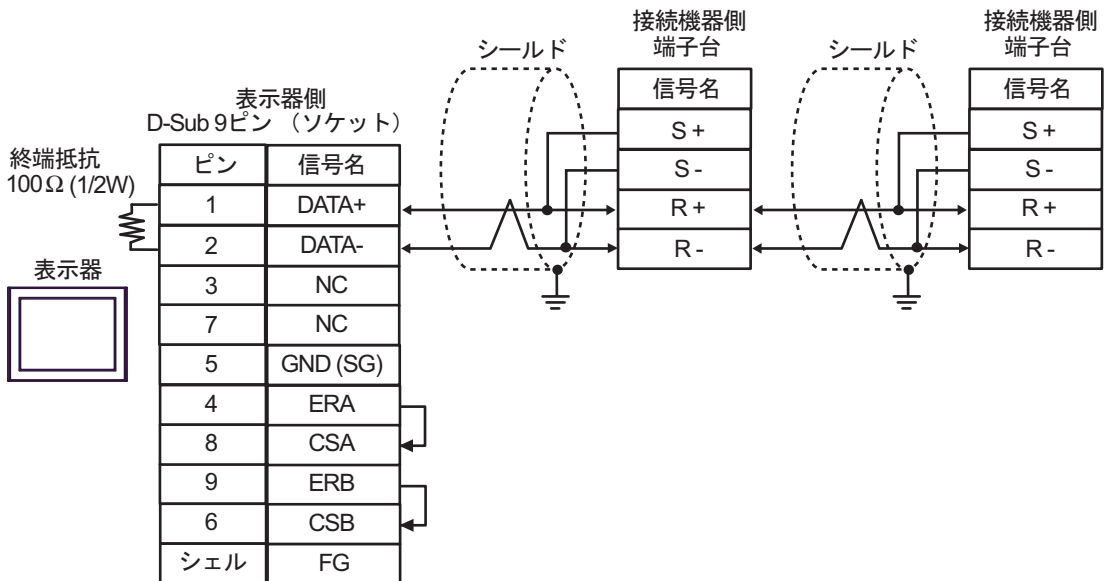 接続機器側
端子台
接続機器側
端子台
シールド
シールド
信号名
S +
S -
R +
R -
信号名
S +
S -
R +
R -
表示器側
D-Sub 9ピン （ソケット）
終端抵抗
100Ω (1/2W)
表示器
ピン 信号名
1 DATA+
2 DATA-
3 NC
7 NC
5 GND (SG)
4 ERA
8 CSA
9 ERB
6 CSB
シェル FG